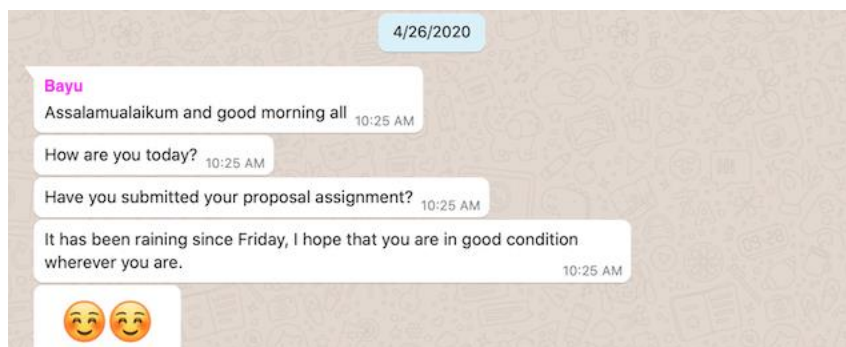 4/26/2020
Bayu
Assalamualaikum and good morning all 10:25 AM
How are you today? 10:25 AM
Have you submitted your proposal assignment? 10:25 AM
It has been raining since Friday, I hope that you are in good condition
wherever you are. 10:25 AM
☺️☺️